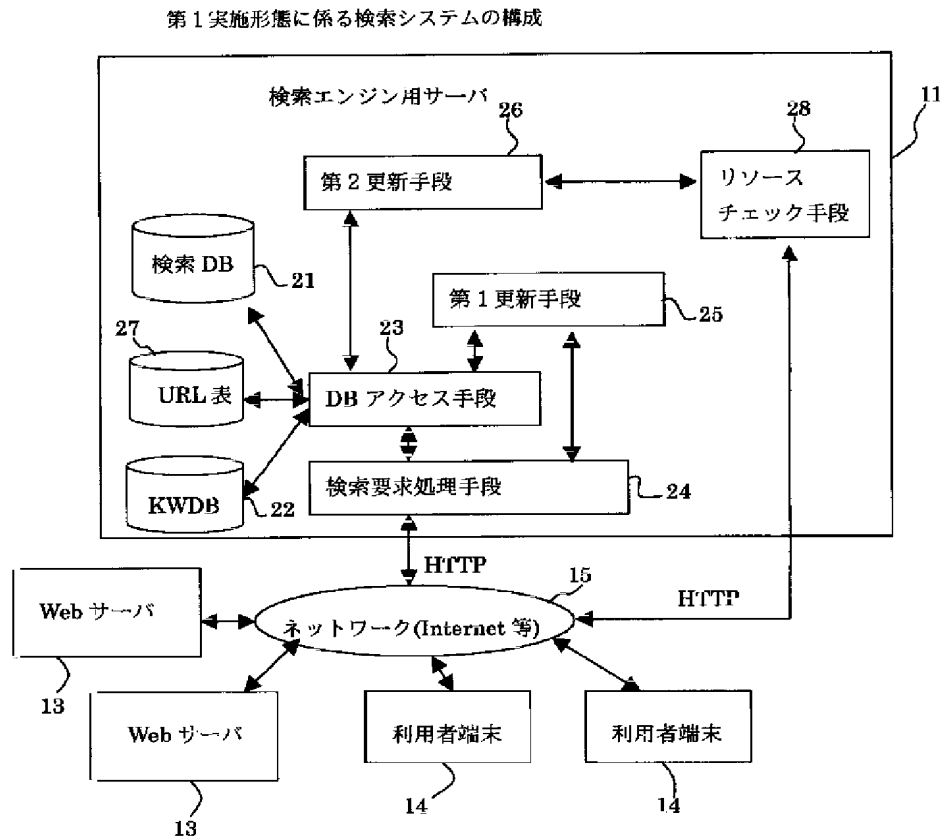 第1実施形態に係る検索システムの構成
検索エンジン用サーバ
11
26
28
第2更新手段
リソース
チェック手段
検索 DB
21
第1更新手段
25
27
23
URL 表
DB アクセス手段
KWDB
22
検索要求処理手段
24
HTTP
15
HTTP
Web サーバ
ネットワーク(Internet 等)
13
Web サーバ
利用者端末
利用者端末
13
14
14